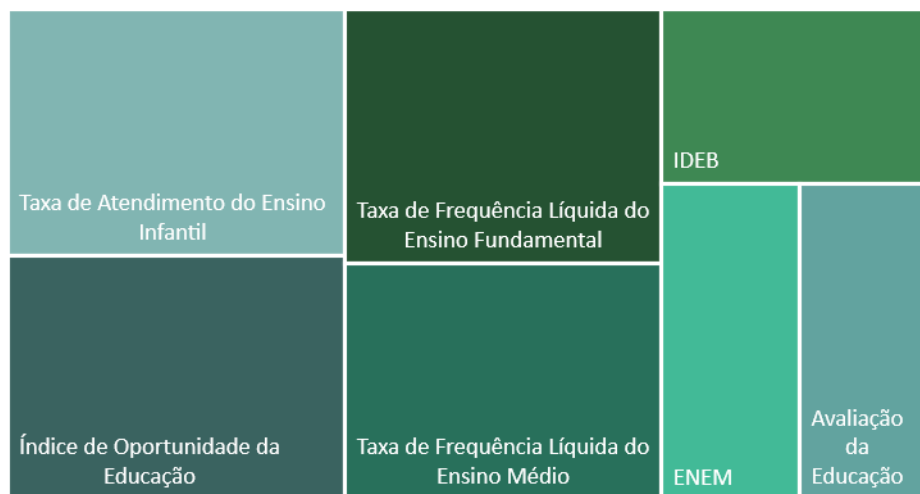 Taxa de Atendimento do Ensino
Infantil
Taxa de Frequência Líquida do
Ensino Fundamental
IDEB
Índice de Oportunidade da
Educação
Taxa de Frequência Líquida do
Ensino Médio
ENEM
Avaliação
da
Educação